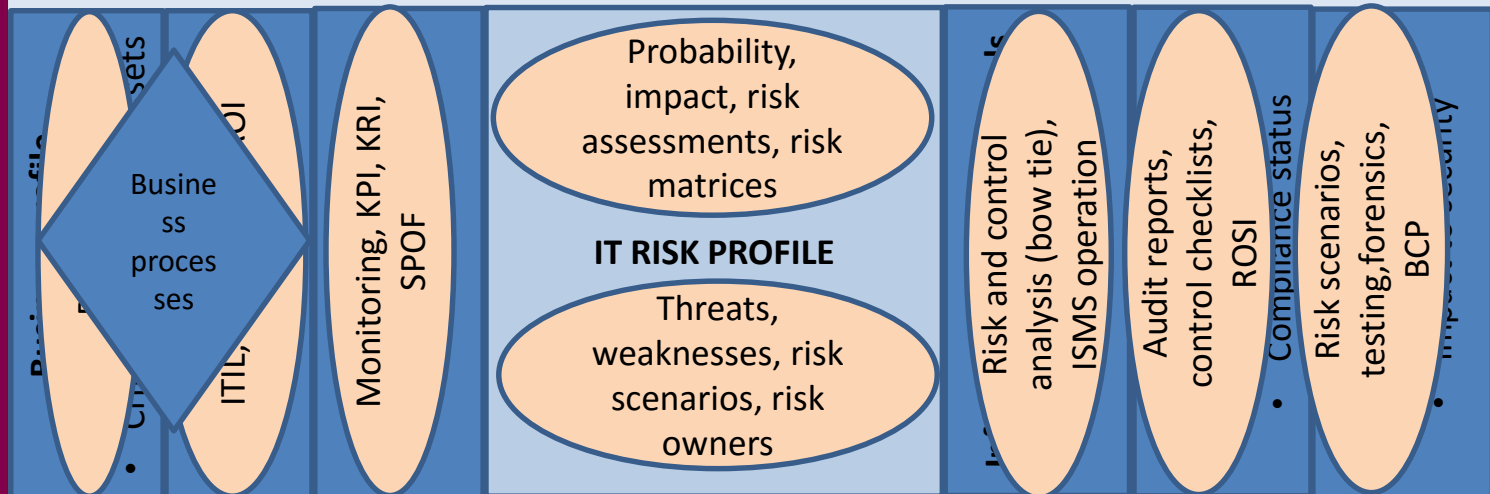 sets
Busine
ss
proces
ses
ITIL,
Monitoring, KPI, KRI,
SPOF
Probability,
impact, risk
assessments, risk
matrices
IT RISK PROFILE
Threats,
weaknesses, risk
scenarios, risk
owners
Risk and control
analysis (bow tie),
ISMS operation
Audit reports,
control checklists,
ROSI
• Compliance status
Risk scenarios,
testing,forensics,
BCP